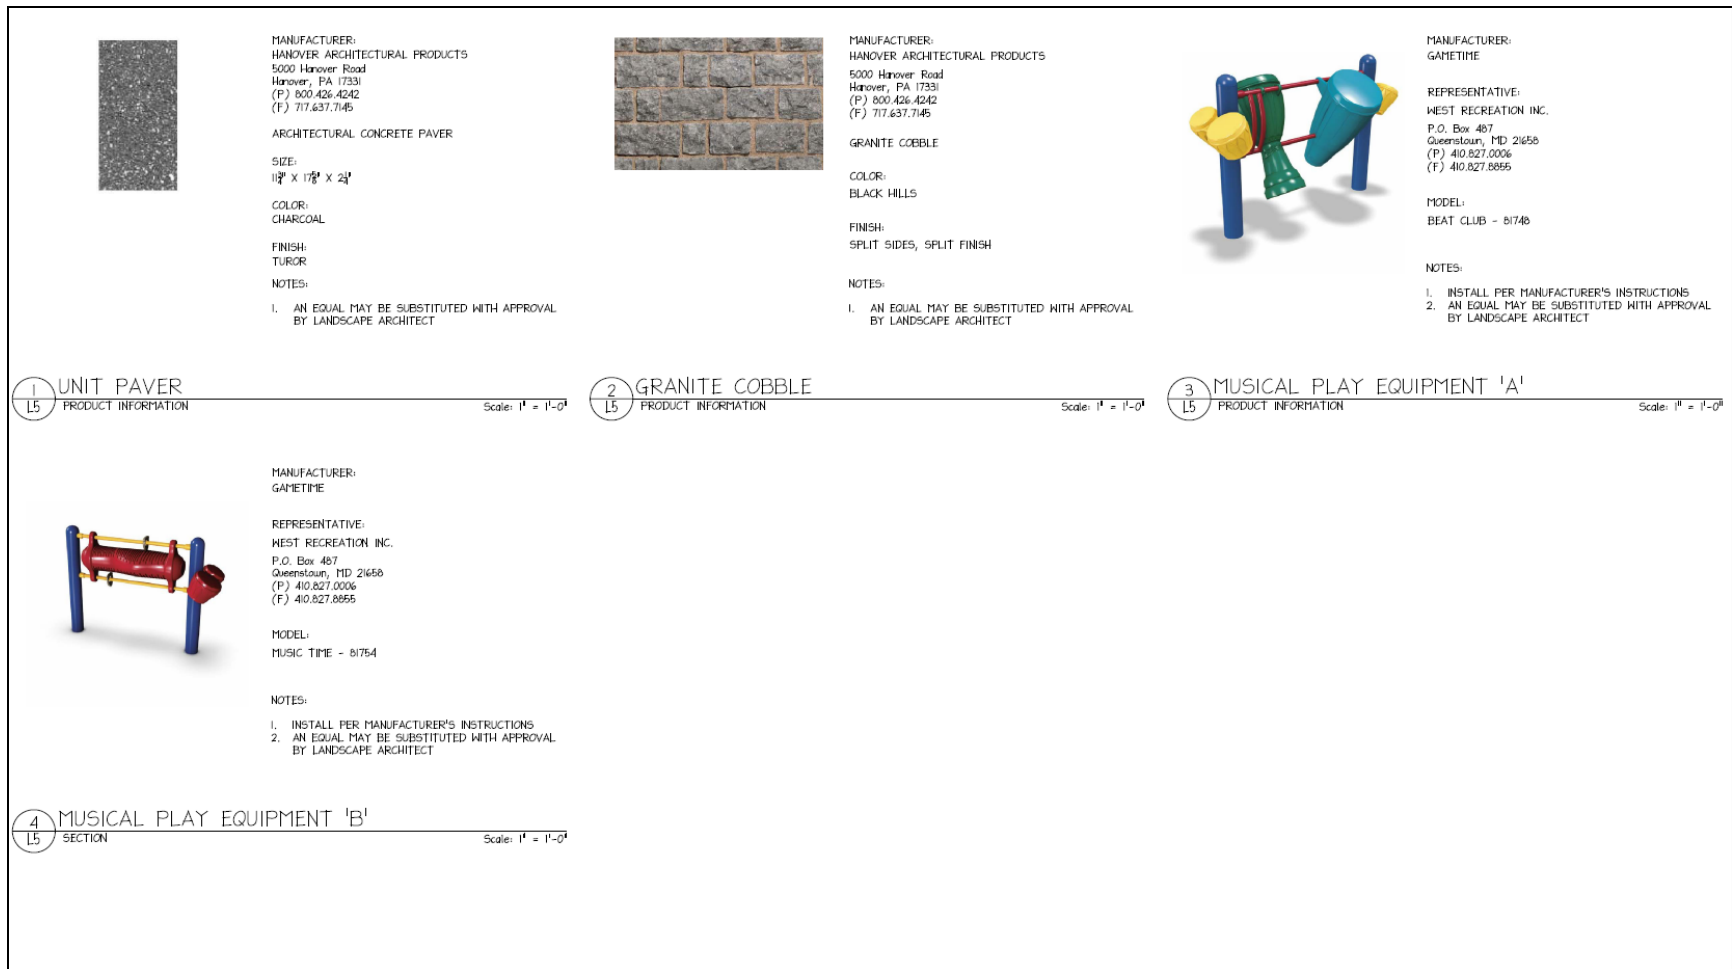 MANUFACTURER:
HANOVER ARCHITECTURAL PRODUCTS
5000 Hanover Road
Hanover, PA 17331
(P) 800.426.4242
(F) 717.637.7145
ARCHITECTURAL CONCRETE PAVER
SIZE:
11¾" X 17⅝" X 2¼"
COLOR:
CHARCOAL
FINISH:
TUROR
NOTES:
1. AN EQUAL MAY BE SUBSTITUTED WITH APPROVAL
BY LANDSCAPE ARCHITECT
1
L5
UNIT PAVER
PRODUCT INFORMATION
Scale: 1" = 1'-0"
MANUFACTURER:
HANOVER ARCHITECTURAL PRODUCTS
5000 Hanover Road
Hanover, PA 17331
(P) 800.426.4242
(F) 717.637.7145
GRANITE COBBLE
COLOR:
BLACK HILLS
FINISH:
SPLIT SIDES, SPLIT FINISH
NOTES:
1. AN EQUAL MAY BE SUBSTITUTED WITH APPROVAL
BY LANDSCAPE ARCHITECT
2
L5
GRANITE COBBLE
PRODUCT INFORMATION
Scale: 1" = 1'-0"
MANUFACTURER:
GAMETIME
REPRESENTATIVE:
WEST RECREATION INC.
P.O. Box 487
Queenstown, MD 21658
(P) 410.827.0006
(F) 410.827.8855
MODEL:
BEAT CLUB - 81748
NOTES:
1. INSTALL PER MANUFACTURER'S INSTRUCTIONS
2. AN EQUAL MAY BE SUBSTITUTED WITH APPROVAL
BY LANDSCAPE ARCHITECT
3
L5
MUSICAL PLAY EQUIPMENT 'A'
PRODUCT INFORMATION
Scale: 1" = 1'-0"
MANUFACTURER:
GAMETIME
REPRESENTATIVE:
WEST RECREATION INC.
P.O. Box 487
Queenstown, MD 21658
(P) 410.827.0006
(F) 410.827.8855
MODEL:
MUSIC TIME - 81754
NOTES:
1. INSTALL PER MANUFACTURER'S INSTRUCTIONS
2. AN EQUAL MAY BE SUBSTITUTED WITH APPROVAL
BY LANDSCAPE ARCHITECT
4
L5
MUSICAL PLAY EQUIPMENT 'B'
SECTION
Scale: 1" = 1'-0"